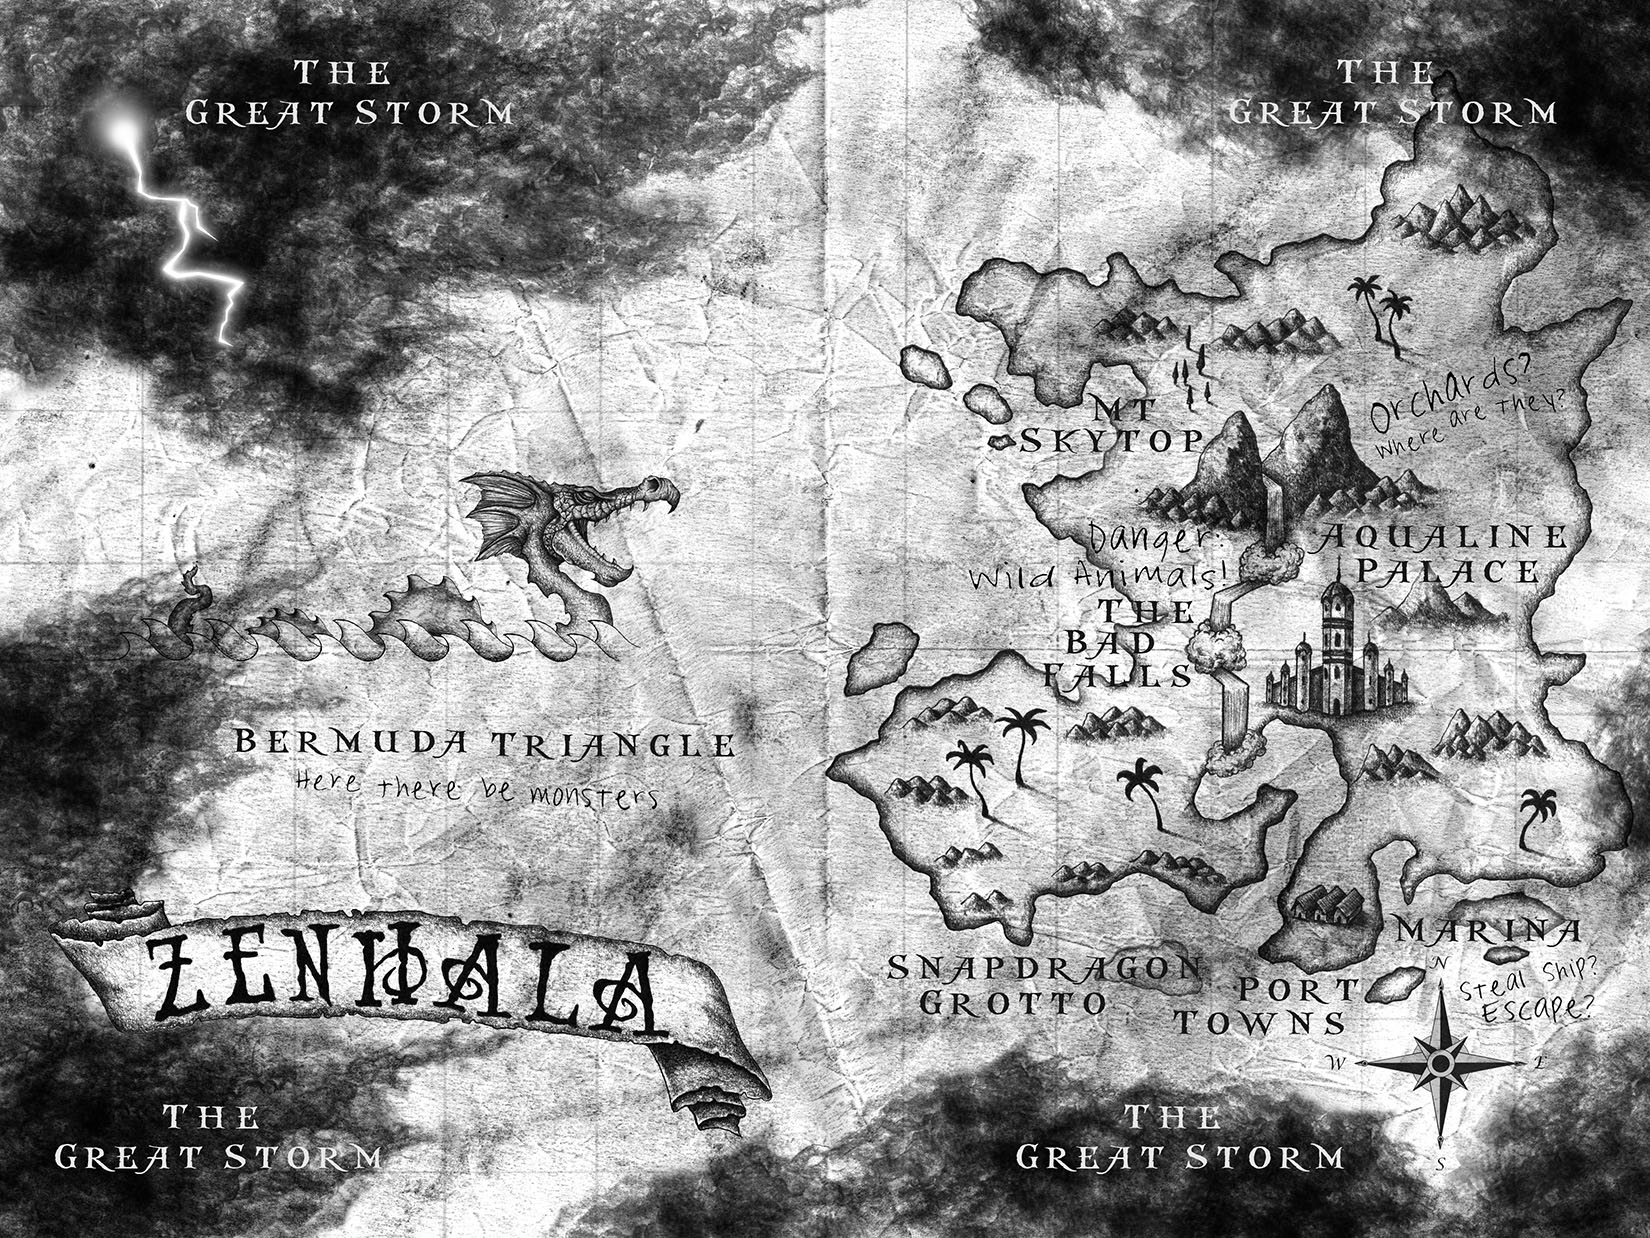 THE
GREAT STORM
THE
GREAT STORM
Orchards?
Where are they?
MT
SKYTOP
Danger:
Wild Animals!
AQUALINE
PALACE
THE
BAD
FALLS
BERMUDA TRIANGLE
Here there be monsters
ZENHALA
MARINA
SNAPDRAGON
GROTTO
PORT
TOWNS
Steal Ship?
Escape?
N
W
E
S
THE
GREAT STORM
THE
GREAT STORM